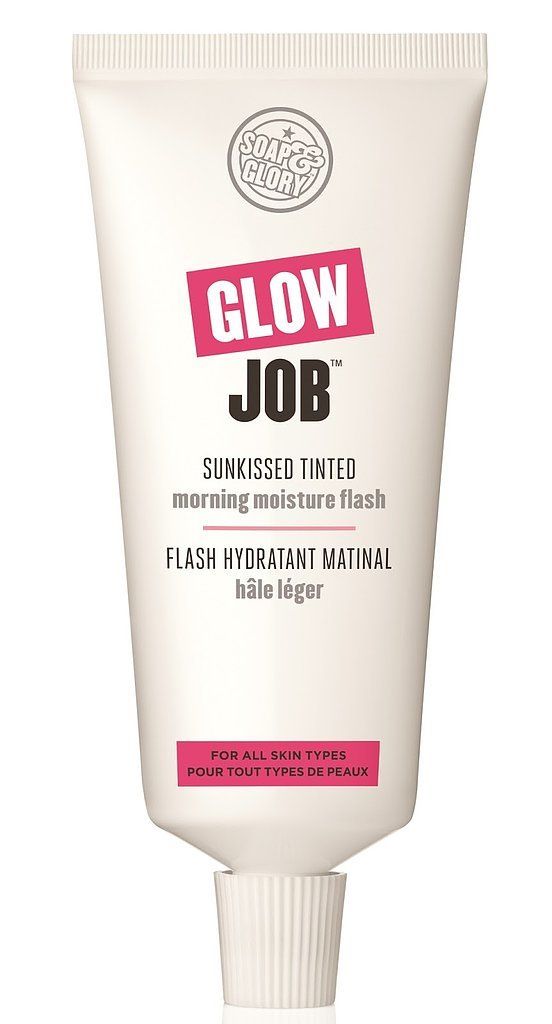 SOAP&
GLORY
GLOW
JOB™
SUNKISSED TINTED
morning moisture flash
FLASH HYDRATANT MATINAL
hâle léger
FOR ALL SKIN TYPES
POUR TOUT TYPES DE PEAUX